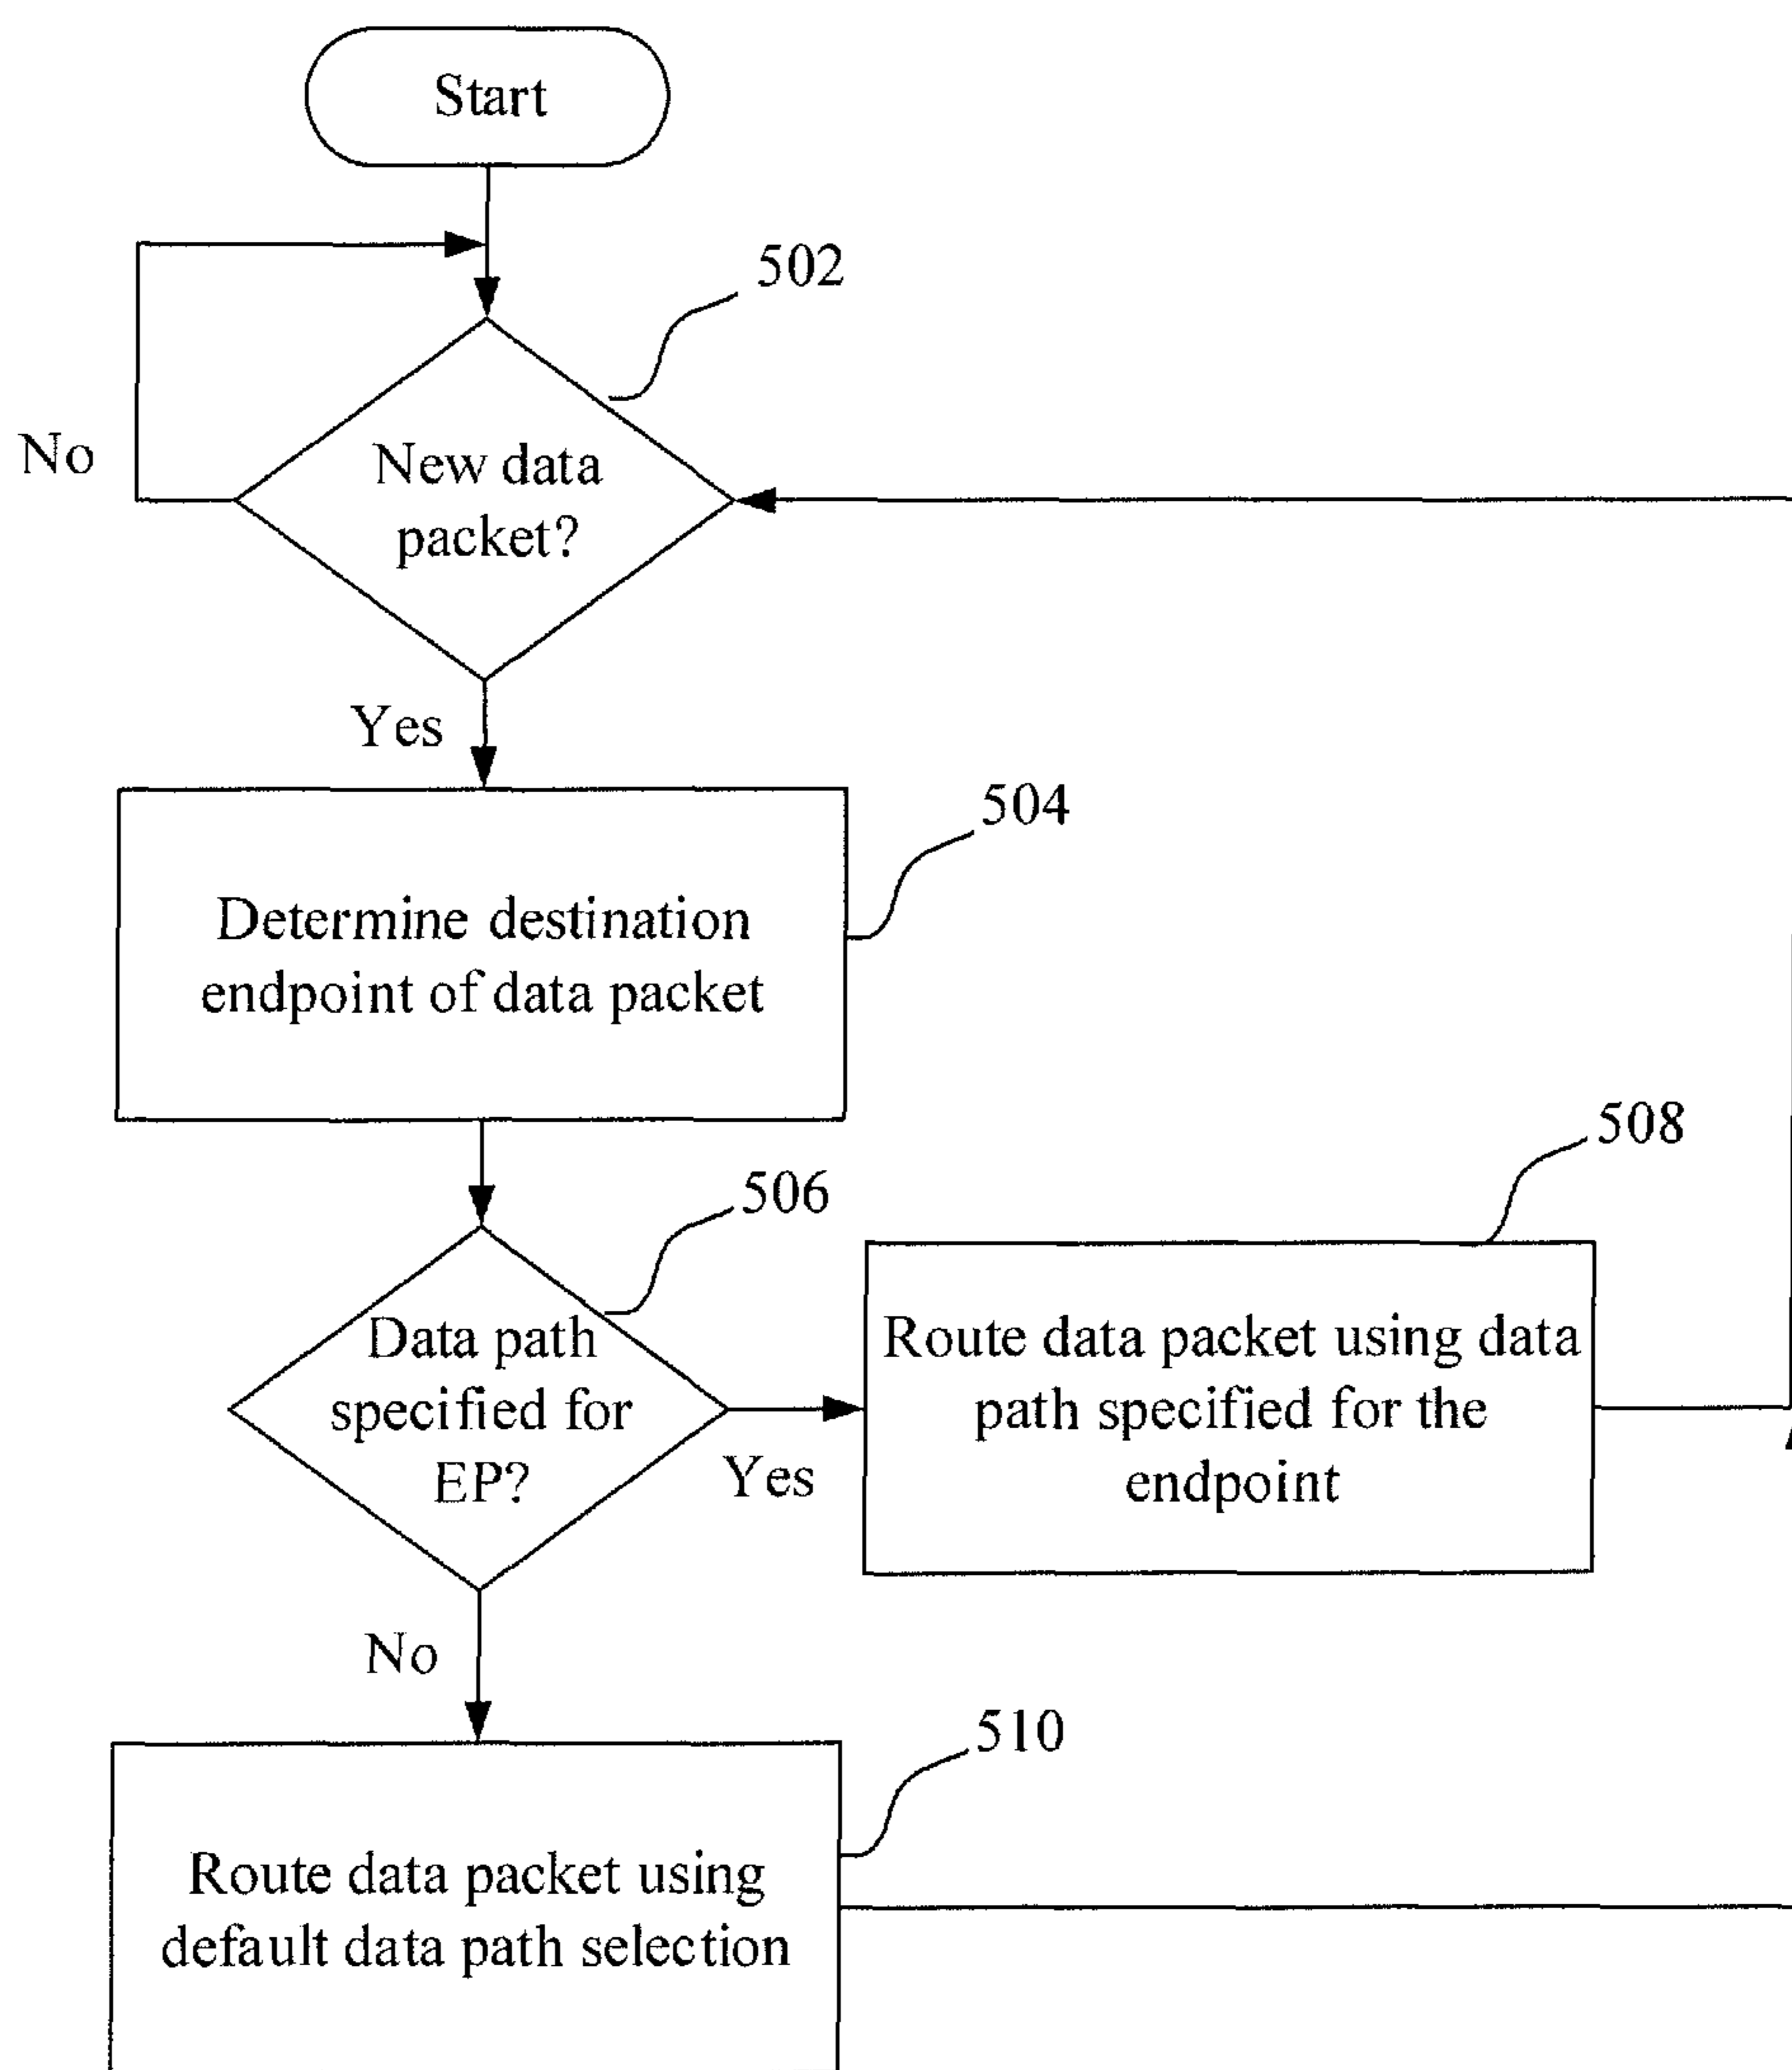 Start
502
No
New data
packet?
Yes
504
Determine destination
endpoint of data packet
506
508
Data path
specified for
EP?
Yes
Route data packet using data
path specified for the
endpoint
No
510
Route data packet using
default data path selection